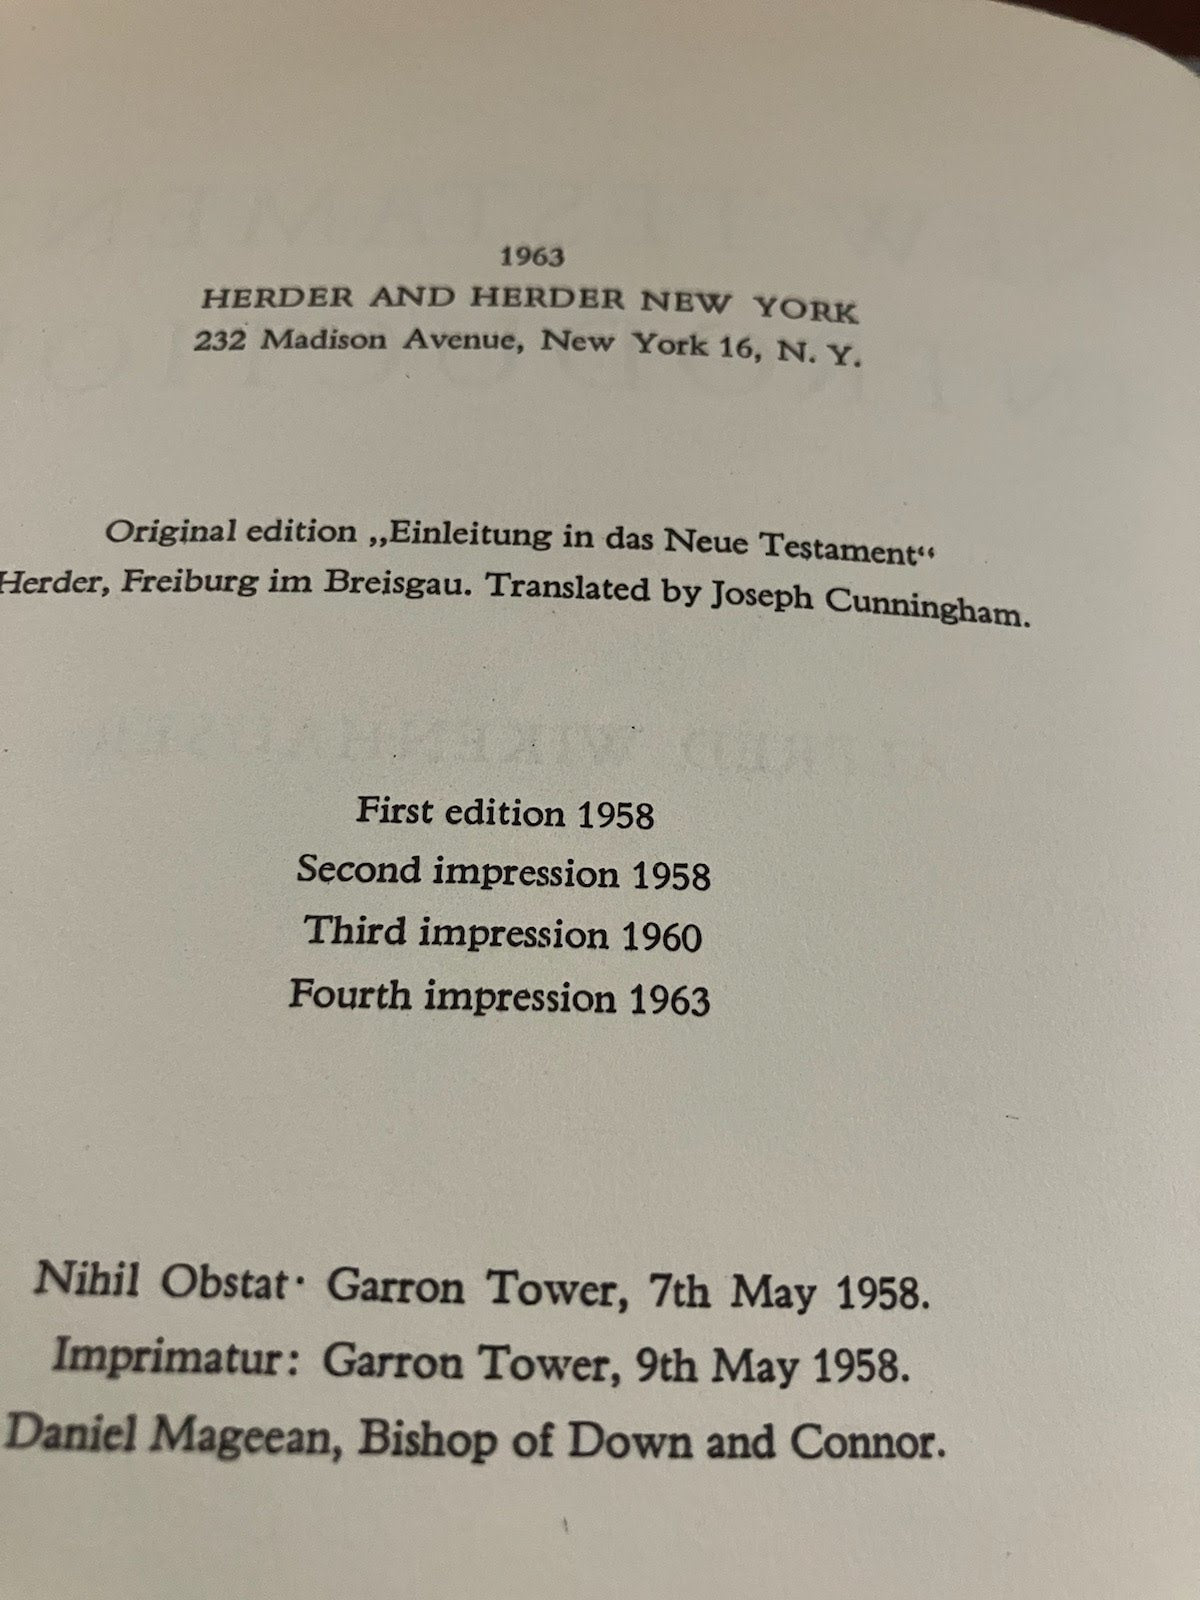 1963
HERDER AND HERDER NEW YORK
232 Madison Avenue, New York 16, N. Y.
Original edition „Einleitung in das Neue Testament“
Herder, Freiburg im Breisgau. Translated by Joseph Cunningham.
First edition 1958
Second impression 1958
Third impression 1960
Fourth impression 1963
Nihil Obstat· Garron Tower, 7th May 1958.
Imprimatur: Garron Tower, 9th May 1958.
Daniel Mageean, Bishop of Down and Connor.